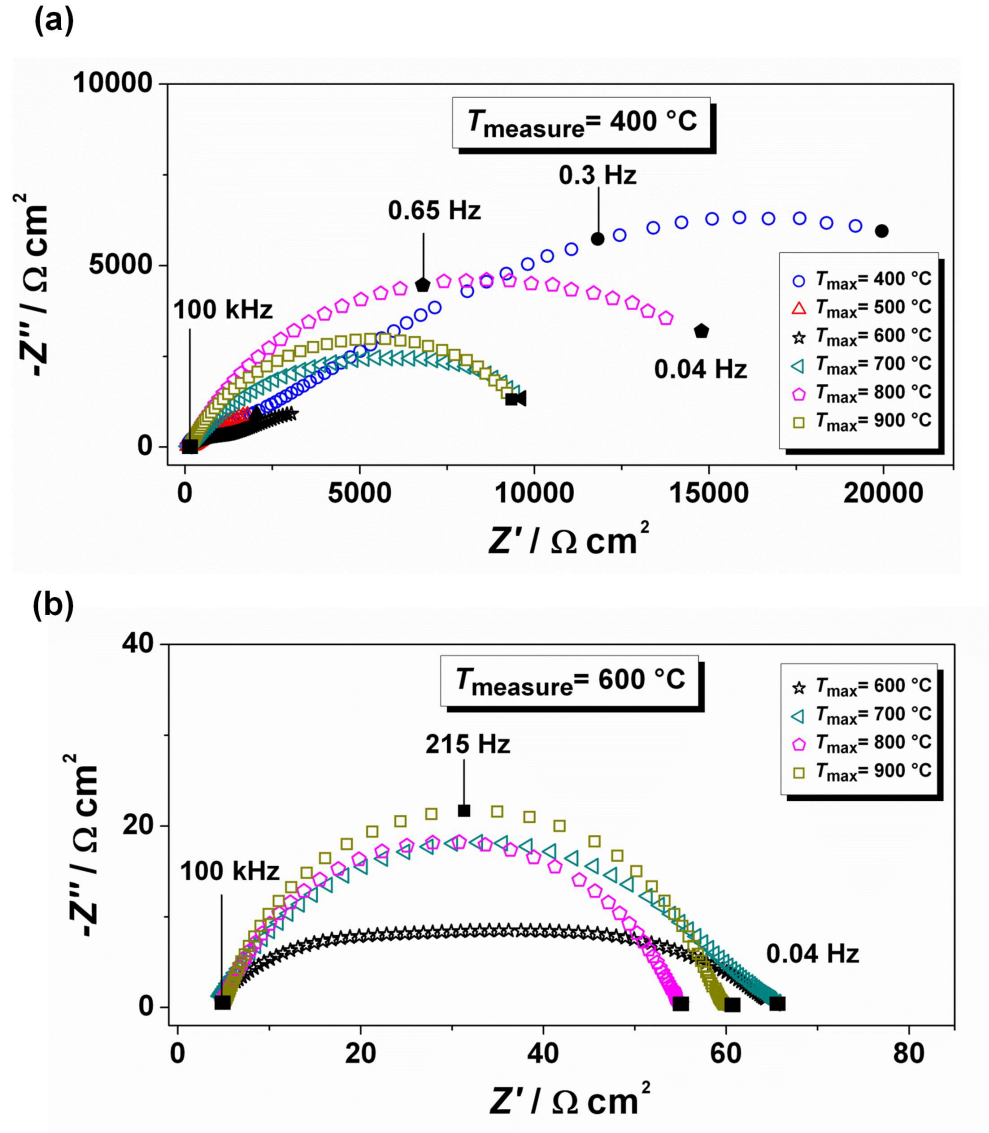 (a)
10000
5000
0
-Z'' / Ω cm²
Tmeasure= 400 °C
0.3 Hz
0.65 Hz
100 kHz
0.04 Hz
Tmax= 400 °C
Tmax= 500 °C
Tmax= 600 °C
Tmax= 700 °C
Tmax= 800 °C
Tmax= 900 °C
0 5000 10000 15000 20000
Z' / Ω cm²
(b)
40
20
0
-Z'' / Ω cm²
Tmeasure= 600 °C
215 Hz
100 kHz
0.04 Hz
Tmax= 600 °C
Tmax= 700 °C
Tmax= 800 °C
Tmax= 900 °C
0 20 40 60 80
Z' / Ω cm²